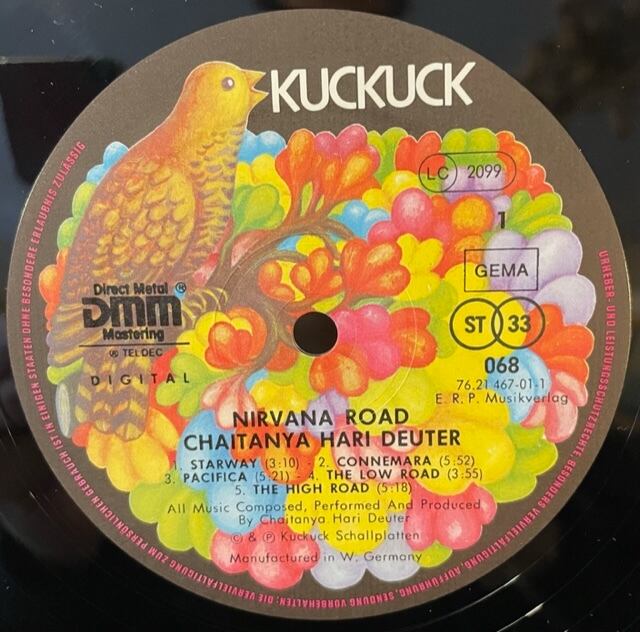 KUCKUCK
LC 2099
1
GEMA
ST 33
068
76.21 467-01-1
E. R. P. Musikverlag
Direct Metal ®
DMM
Mastering
® TELDEC
DIGITAL
NIRVANA ROAD
CHAITANYA HARI DEUTER
1. STARWAY (3:10) - 2. CONNEMARA (5.52)
3. PACIFICA (5:21) - 4. THE LOW ROAD (3.55)
5. THE HIGH ROAD (5:18)
All Music Composed, Performed And Produced
By Chaitanya Hari Deuter
© & ℗ Kuckuck Schallplatten
Manufactured in W. Germany
URHEBER- UND LEISTUNGSSCHUTZRECHTE BESONDERS VERVIELFÄLTIGUNG, AUFFÜHRUNG, SENDUNG VORBEHALTEN; DIE VERVIELFÄLTIGUNG ZUM PERSÖNLICHEN GEBRAUCH IST IN EINIGEN STAATEN OHNE BESONDERE ERLAUBNIS ZULÄSSIG